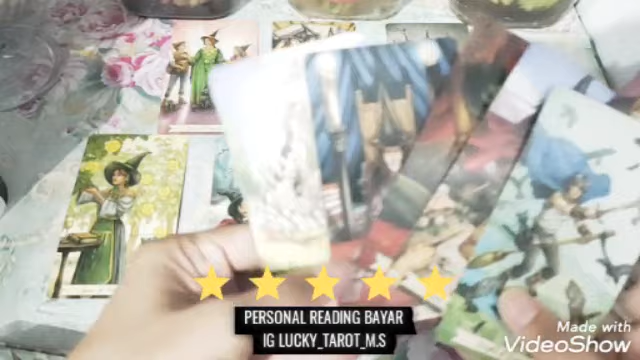 PERSONAL READING BAYAR
IG LUCKY_TAROT_M.S
Made with
VideoShow